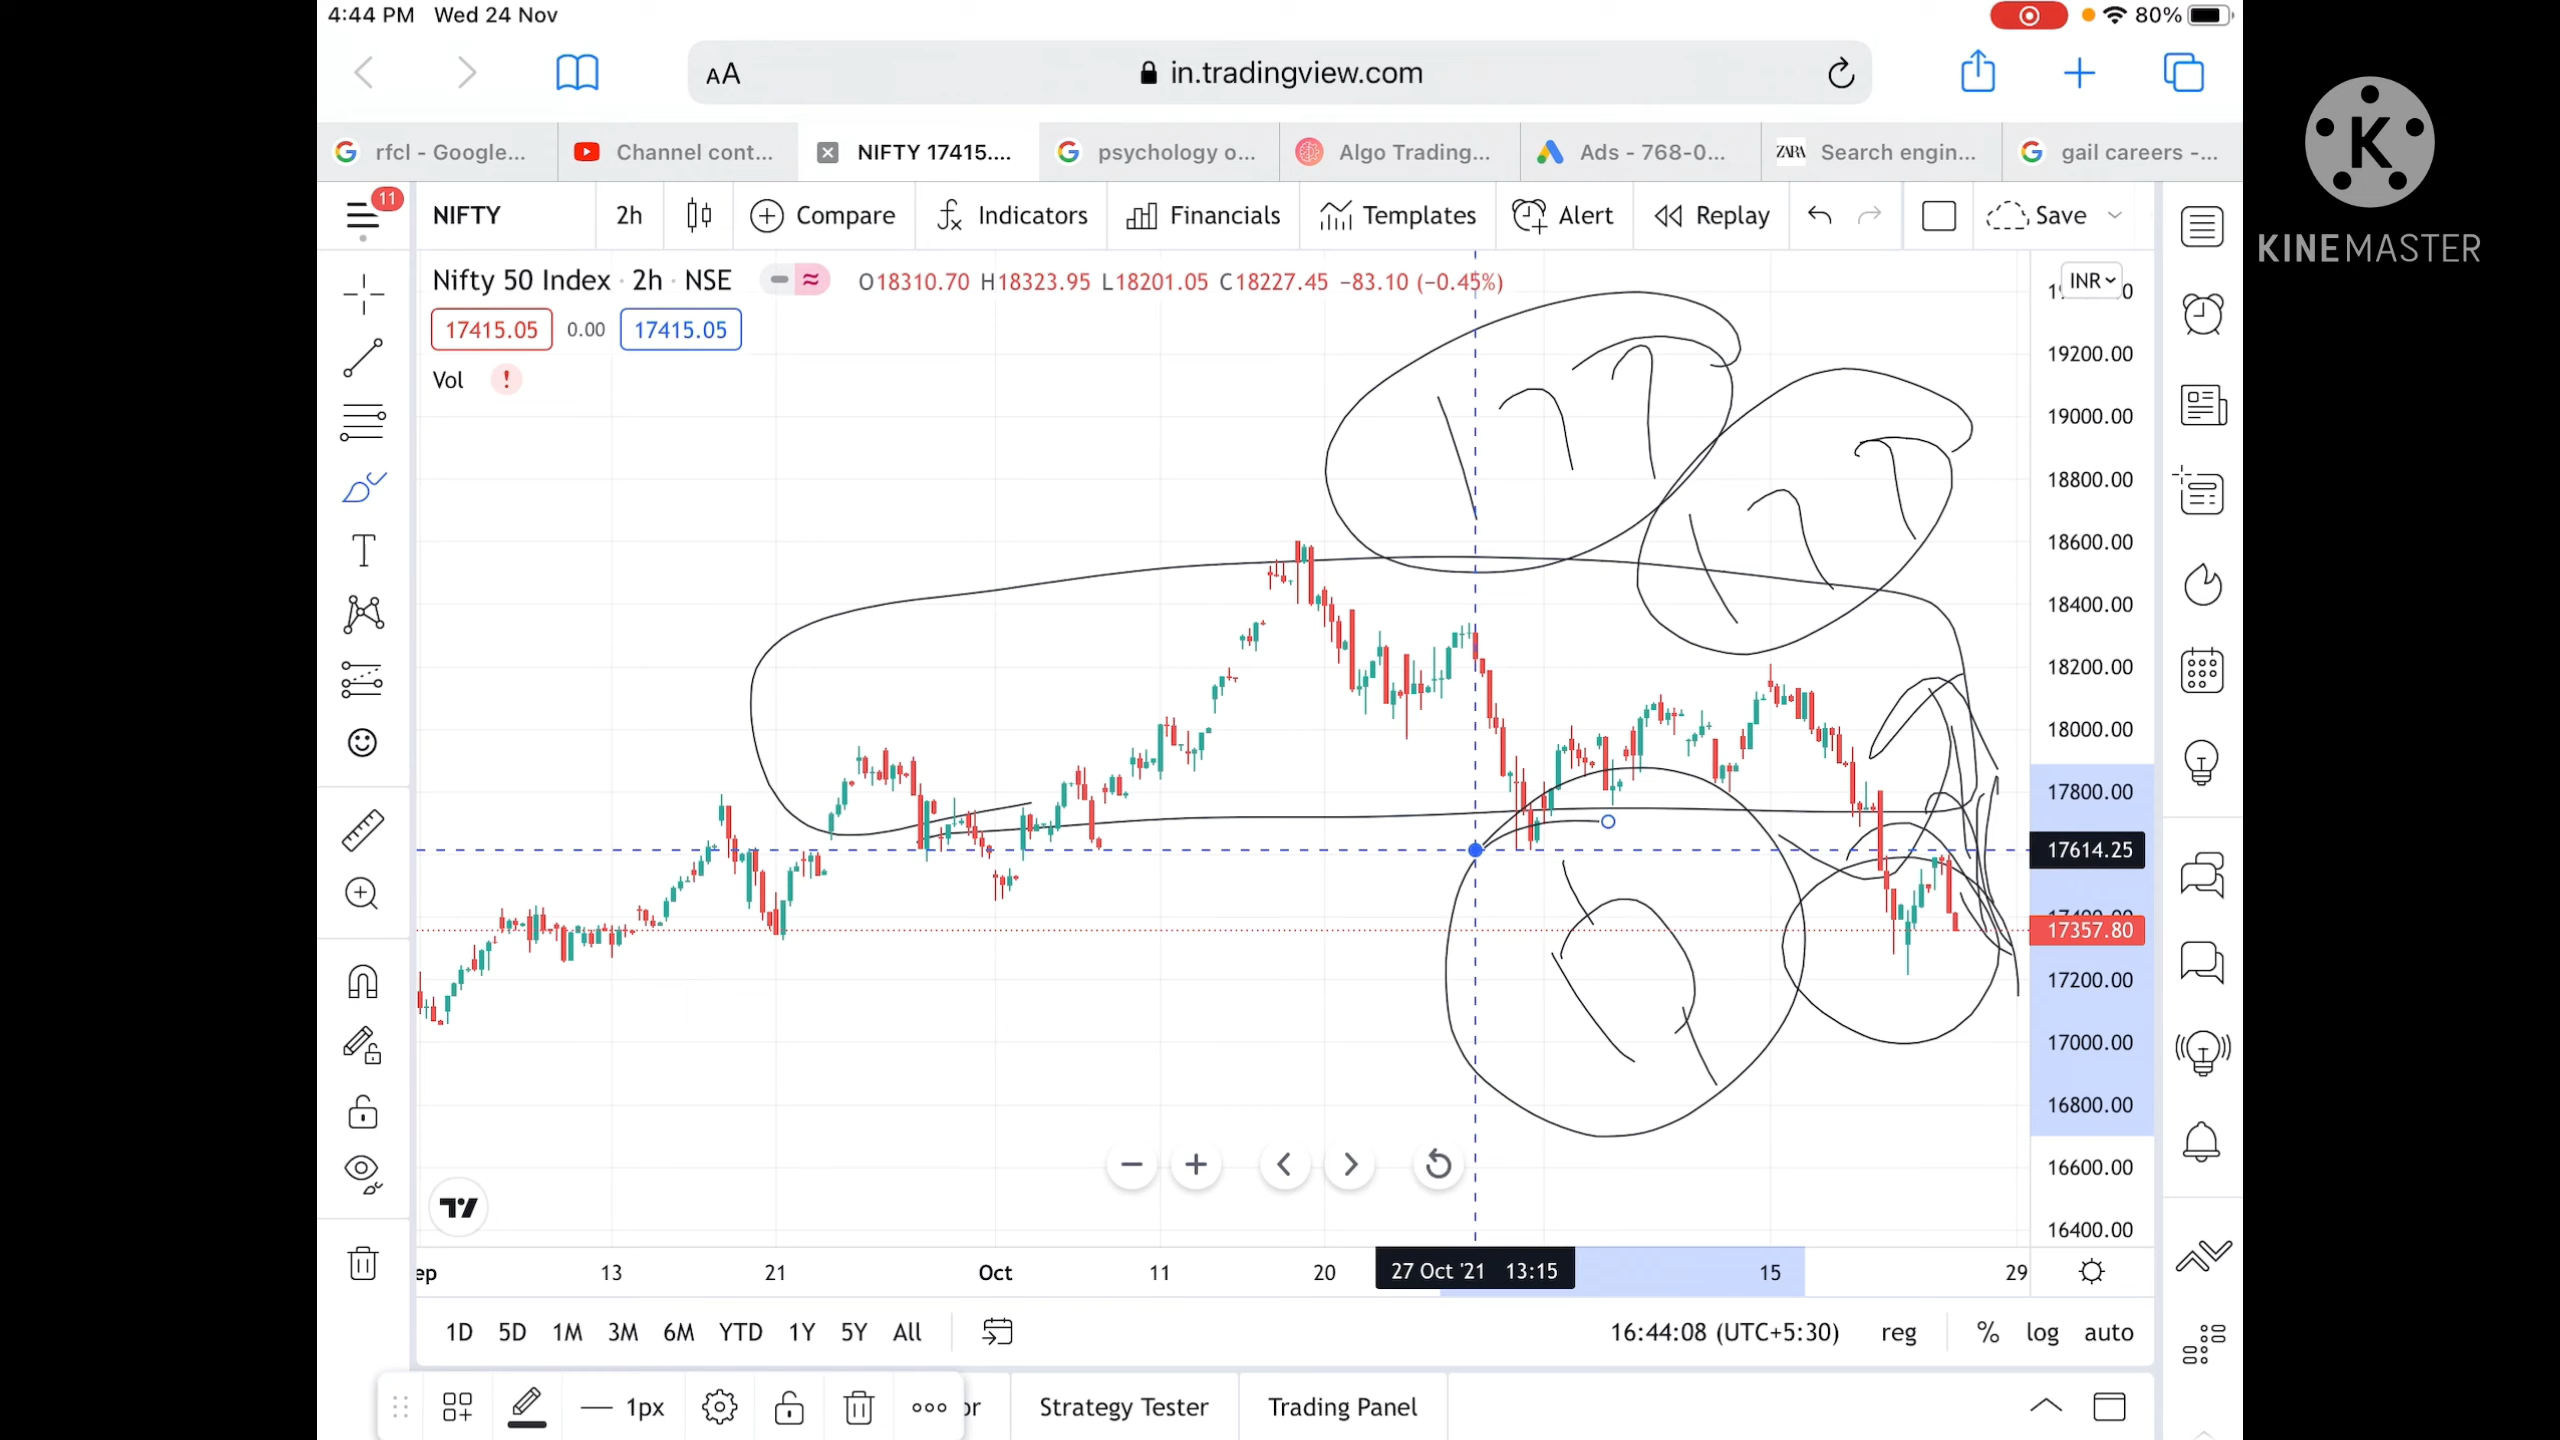 4:44 PM Wed 24 Nov
80%
AA in.tradingview.com
rfcl - Google... Channel cont... NIFTY 17415.... psychology o... Algo Trading... Ads - 768-0... ZARA Search engin... gail careers -...
K
KINEMASTER
11 NIFTY 2h Compare Indicators Financials Templates Alert Replay Save
Nifty 50 Index · 2h · NSE O18310.70 H18323.95 L18201.05 C18227.45 −83.10 (−0.45%)
INR
17415.05 0.00 17415.05
Vol !
19200.00
19000.00
18800.00
18600.00
18400.00
18200.00
18000.00
17800.00
17614.25
17357.80
17200.00
17000.00
16800.00
16600.00
16400.00
ep 13 21 Oct 11 20 27 Oct '21 13:15 15 29
1D 5D 1M 3M 6M YTD 1Y 5Y All 16:44:08 (UTC+5:30) reg % log auto
1px or Strategy Tester Trading Panel